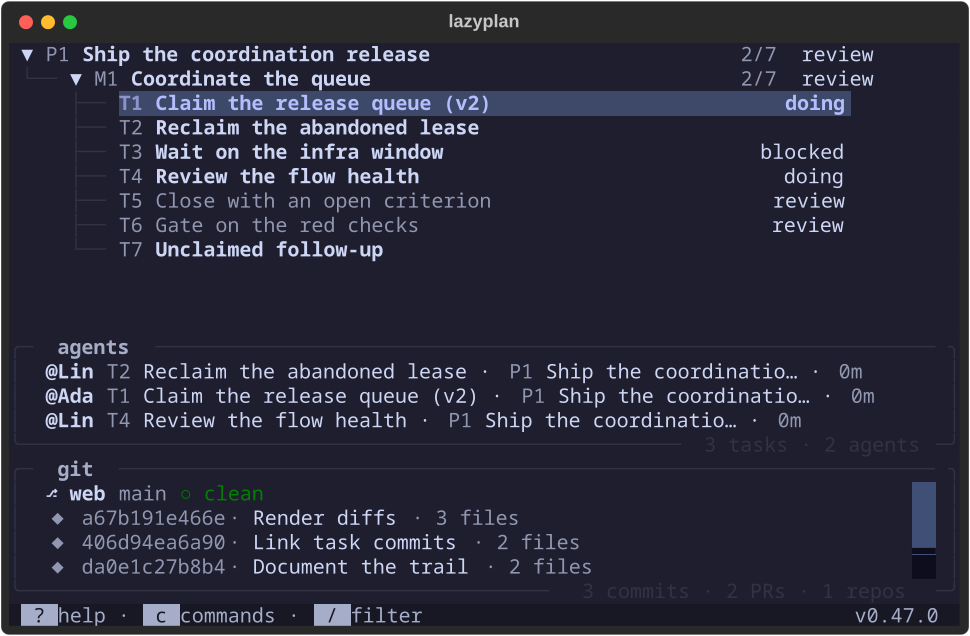 lazyplan
▼ P1 Ship the coordination release 2/7 review
▼ M1 Coordinate the queue 2/7 review
T1 Claim the release queue (v2) doing
T2 Reclaim the abandoned lease
T3 Wait on the infra window blocked
T4 Review the flow health doing
T5 Close with an open criterion review
T6 Gate on the red checks review
T7 Unclaimed follow-up
agents
@Lin T2 Reclaim the abandoned lease · P1 Ship the coordinatio… · 0m
@Ada T1 Claim the release queue (v2) · P1 Ship the coordinatio… · 0m
@Lin T4 Review the flow health · P1 Ship the coordinatio… · 0m
3 tasks · 2 agents
git
⎇ web main ○ clean
◆ a67b191e466e · Render diffs · 3 files
◆ 406d94ea6a90 · Link task commits · 2 files
◆ da0e1c27b8b4 · Document the trail · 2 files
3 commits · 2 PRs · 1 repos
? help · c commands · / filter v0.47.0